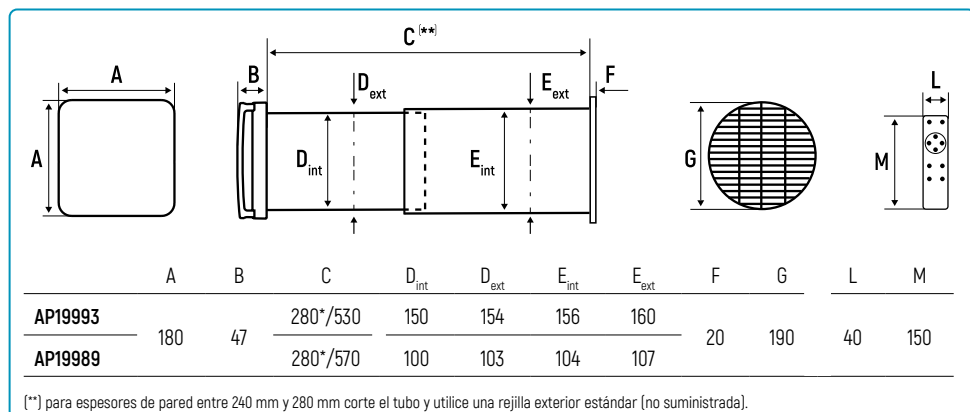 C (**)
A B D ext E ext F L
A D int E int G M
A B C D int D ext E int E ext F G L M
AP19993 180 47 280*/530 150 154 156 160 20 190 40 150
AP19989 280*/570 100 103 104 107
(**) para espesores de pared entre 240 mm y 280 mm corte el tubo y utilice una rejilla exterior estándar (no suministrada).